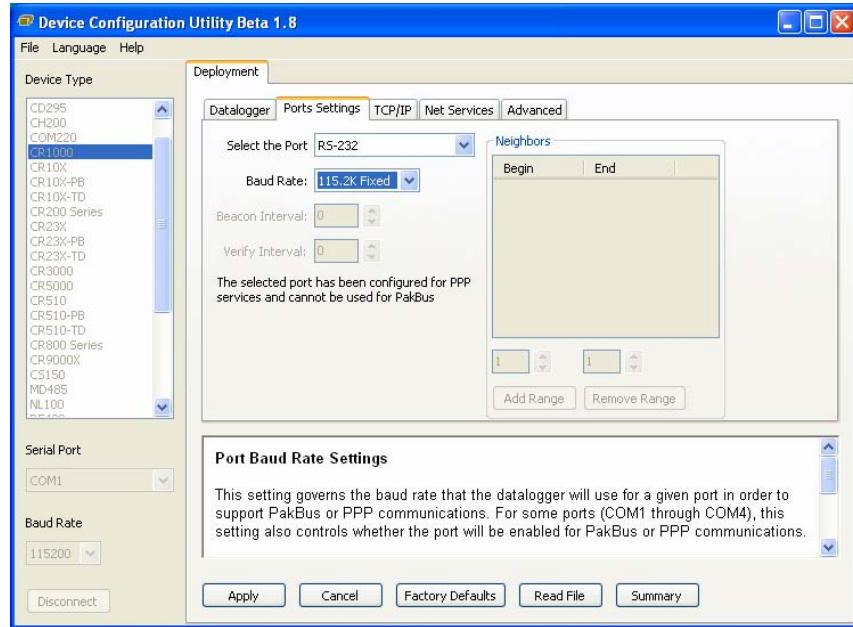 Device Configuration Utility Beta 1.8
File Language Help
Device Type
CD295
CH200
COM220
CR1000
CR10X
CR10X-PB
CR10X-TD
CR200 Series
CR23X
CR23X-PB
CR23X-TD
CR3000
CR5000
CR510
CR510-PB
CR510-TD
CR800 Series
CR9000X
CS150
MD485
NL100
Serial Port
COM1
Baud Rate
115200
Disconnect
Deployment
Datalogger Ports Settings TCP/IP Net Services Advanced
Select the Port RS-232
Baud Rate: 115.2K Fixed
Beacon Interval: 0
Verify Interval: 0
The selected port has been configured for PPP
services and cannot be used for PakBus
Neighbors
Begin End
1 1
Add Range Remove Range
Port Baud Rate Settings
This setting governs the baud rate that the datalogger will use for a given port in order to
support PakBus or PPP communications. For some ports (COM1 through COM4), this
setting also controls whether the port will be enabled for PakBus or PPP communications.
Apply Cancel Factory Defaults Read File Summary